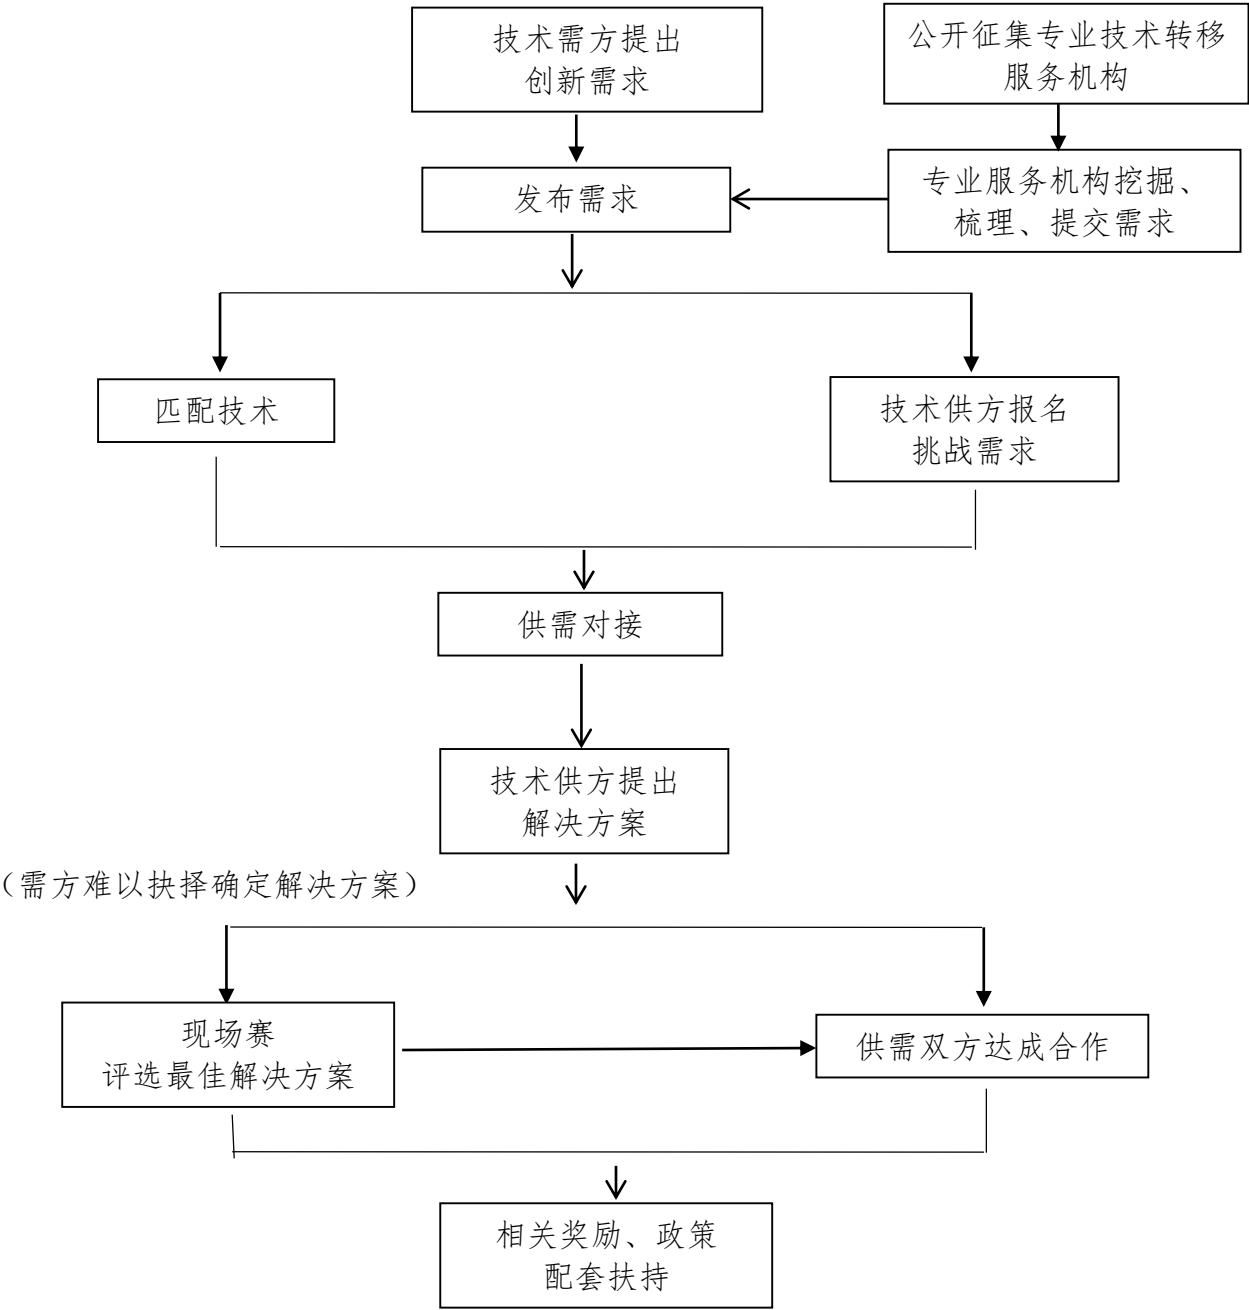 技术需方提出
创新需求
公开征集专业技术转移
服务机构
发布需求
专业服务机构挖掘、
梳理、提交需求
匹配技术
技术供方报名
挑战需求
供需对接
技术供方提出
解决方案
（需方难以抉择确定解决方案）
现场赛
评选最佳解决方案
供需双方达成合作
相关奖励、政策
配套扶持